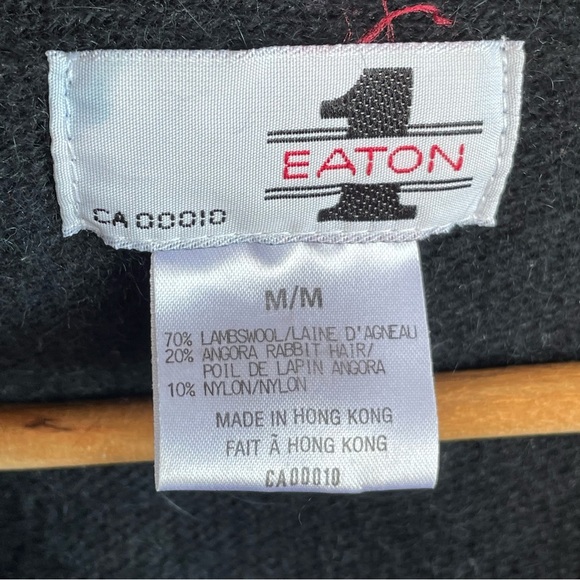 1
EATON
CA00010
M/M
70% LAMBSWOOL/LAINE D'AGNEAU
20% ANGORA RABBIT HAIR/
POIL DE LAPIN ANGORA
10% NYLON/NYLON
MADE IN HONG KONG
FAIT À HONG KONG
CA00010